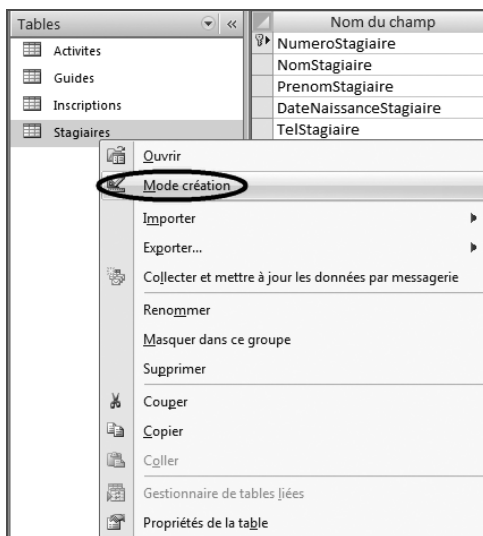 Tables
Activites
Guides
Inscriptions
Stagiaires
Nom du champ
NumeroStagiaire
NomStagiaire
PrenomStagiaire
DateNaissanceStagiaire
TelStagiaire
Ouvrir
Mode création
Importer
Exporter...
Collecter et mettre à jour les données par messagerie
Renommer
Masquer dans ce groupe
Supprimer
Couper
Copier
Coller
Gestionnaire de tables liées
Propriétés de la table